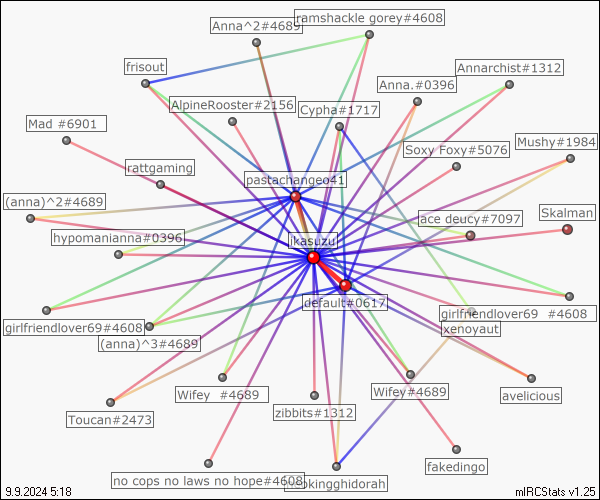 ramshackle gorey#4608
Anna^2#4689
frisout
Annarchist#1312
Anna.#0396
AlpineRooster#2156
Cypha#1717
Mad #6901
Soxy Foxy#5076
Mushy#1984
rattgaming
pastachangeo41
(anna)^2#4689
ace deucy#7097
Skalman
hypomanianna#0396
jkasuzu
default#0617
girlfriendlover69 #4608
girlfriendlover69#4608
xenoyaut
(anna)^3#4689
Wifey #4689
Wifey#4689
avelicious
Toucan#2473
zibbits#1312
fakedingo
no cops no laws no hope#4608
kingghidorah
9.9.2024 5:18
mIRCStats v1.25